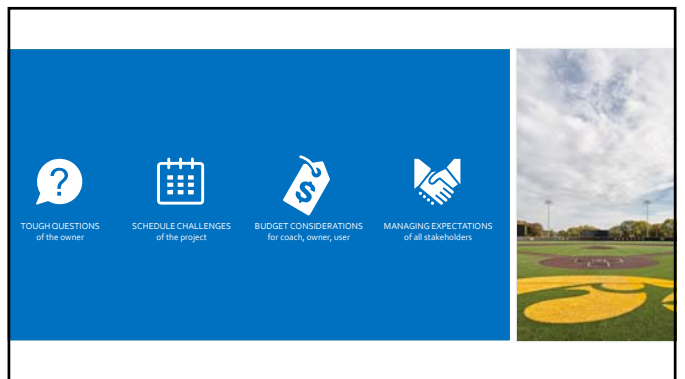 TOUGH QUESTIONS
of the owner
SCHEDULE CHALLENGES
of the project
BUDGET CONSIDERATIONS
for coach, owner, user
MANAGING EXPECTATIONS
of all stakeholders